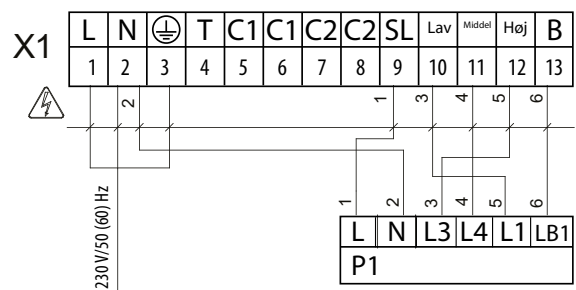 X1
L N T C1 C1 C2 C2 SL Lav Middel Høj B
1 2 3 4 5 6 7 8 9 10 11 12 13
2 1 3 4 5 6
230 V/50 (60) Hz
1 2 3 4 5 6
L N L3 L4 L1 LB1
P1